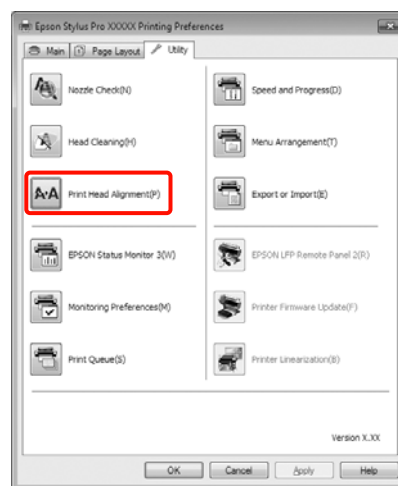 Epson Stylus Pro XXXXX Printing Preferences
Main Page Layout Utility
Nozzle Check(N)
Speed and Progress(D)
Head Cleaning(H)
Menu Arrangement(T)
A A Print Head Alignment(P)
Export or Import(E)
EPSON Status Monitor 3(W)
EPSON LFP Remote Panel 2(R)
Monitoring Preferences(M)
Printer Firmware Update(F)
Print Queue(S)
Printer Linearization(B)
Version X.XX
OK Cancel Apply Help